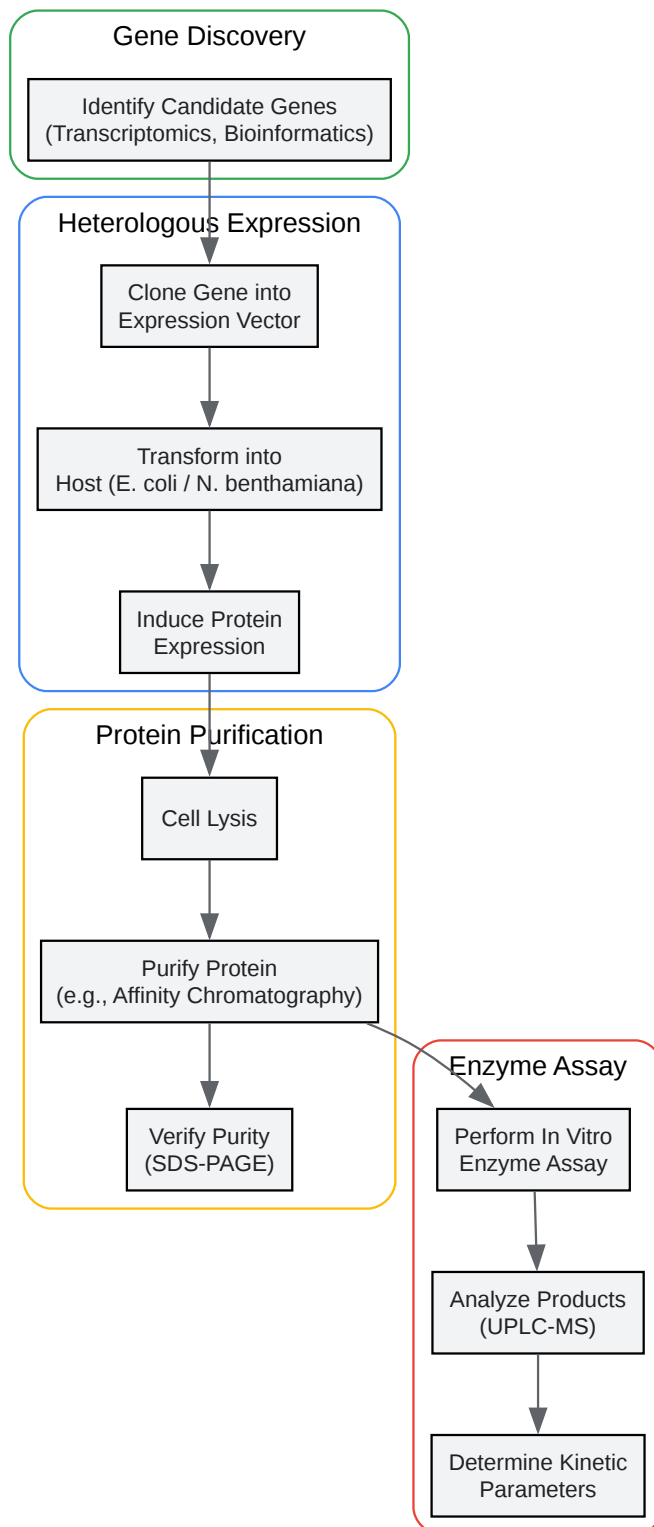 Gene Discovery
Identify Candidate Genes
(Transcriptomics, Bioinformatics)
Heterologous Expression
Clone Gene into
Expression Vector
Transform into
Host (E. coli / N. benthamiana)
Induce Protein
Expression
Protein Purification
Cell Lysis
Purify Protein
(e.g., Affinity Chromatography)
Verify Purity
(SDS-PAGE)
Enzyme Assay
Perform In Vitro
Enzyme Assay
Analyze Products
(UPLC-MS)
Determine Kinetic
Parameters